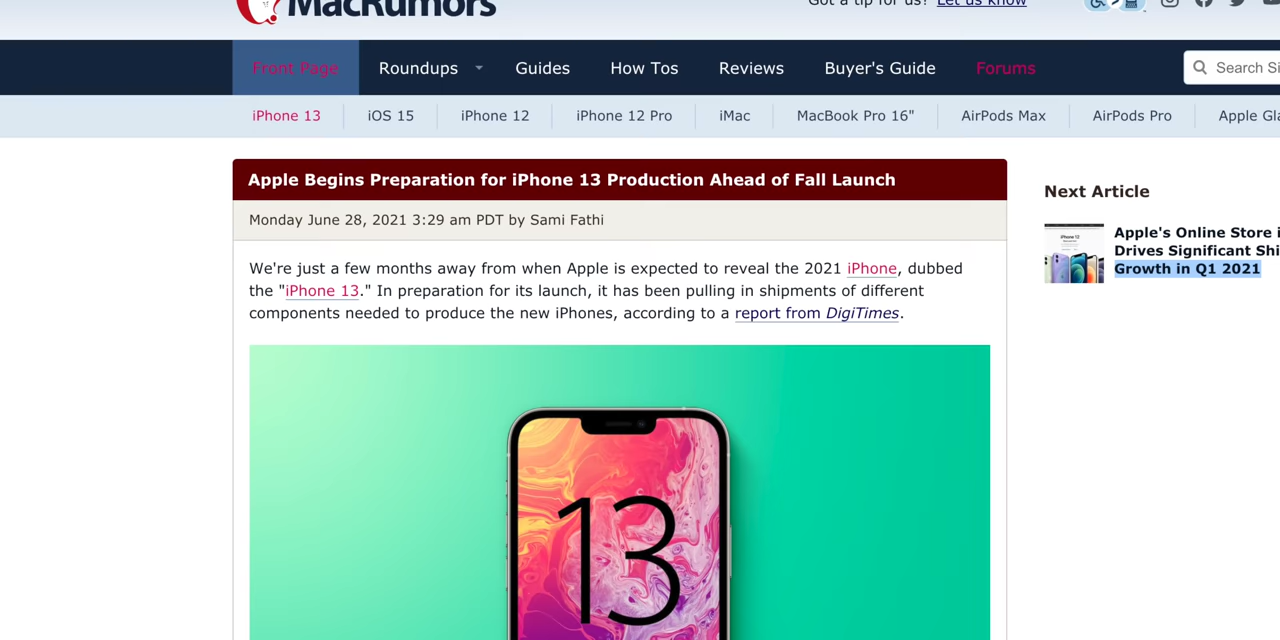 MacRumors
Got a tip for us? Let us know
Front Page Roundups Guides How Tos Reviews Buyer's Guide Forums Search
iPhone 13 iOS 15 iPhone 12 iPhone 12 Pro iMac MacBook Pro 16" AirPods Max AirPods Pro Apple
Apple Begins Preparation for iPhone 13 Production Ahead of Fall Launch
Monday June 28, 2021 3:29 am PDT by Sami Fathi
We're just a few months away from when Apple is expected to reveal the 2021 iPhone, dubbed
the "iPhone 13." In preparation for its launch, it has been pulling in shipments of different
components needed to produce the new iPhones, according to a report from DigiTimes.
13
Next Article
Apple's Online Store
Drives Significant
Growth in Q1 2021